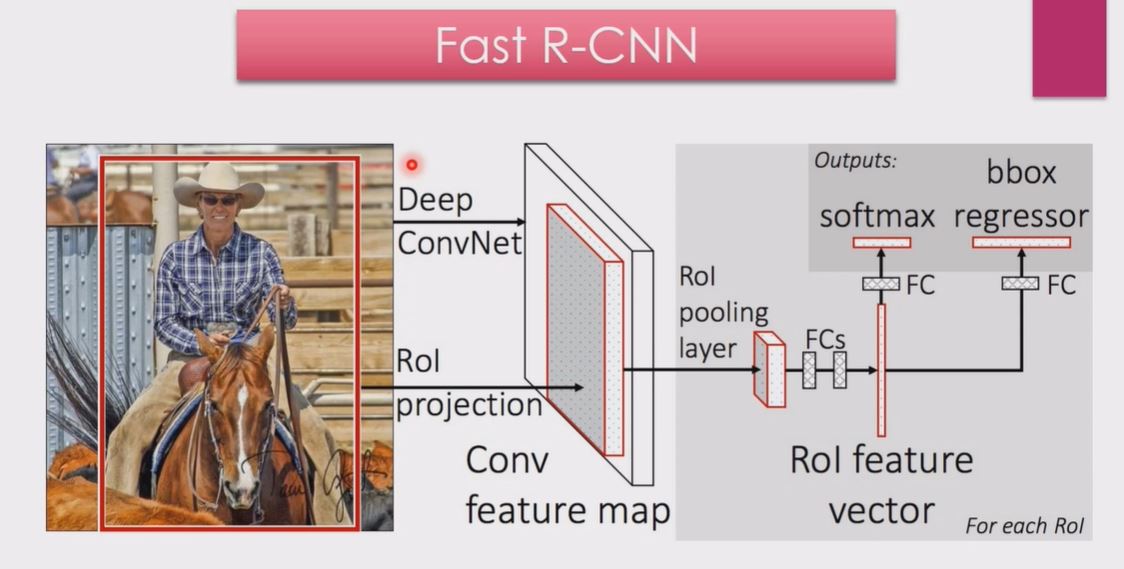 Fast R-CNN
Deep
ConvNet
RoI
projection
Conv
feature map
RoI
pooling
layer
FCs
RoI feature
vector
For each RoI
Outputs:
softmax
bbox
regressor
FC
FC